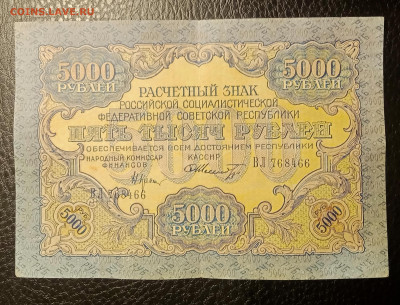 COINS.LAVE.RU
5000 РУБЛЕЙ
5000 РУБЛЕЙ
РАСЧЕТНЫЙ ЗНАК
РОССИЙСКОЙ СОЦИАЛИСТИЧЕСКОЙ
ФЕДЕРАТИВНОЙ СОВЕТСКОЙ РЕСПУБЛИКИ
ПЯТЬ ТЫСЯЧ РУБЛЕЙ
ОБЕСПЕЧИВАЕТСЯ ВСЕМ ДОСТОЯНИЕМ РЕСПУБЛИКИ
НАРОДНЫЙ КОМИССАР
ФИНАНСОВ
КАССИР
ВЛ 768466
ВЛ 768466
5000
5000 РУБЛЕЙ
5000